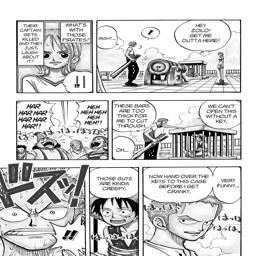 HEY
ZOLO!
GET ME
OUTTA HERE!
RIGHT...
WHAT'S
WITH
THOSE
PIRATES?
THEIR
CAPTAIN
GETS
KILLED
AND THEY
JUST
LAUGH
ABOUT
IT?
!!
WE CAN'T
OPEN THIS
WITHOUT A
KEY.
THESE BARS
ARE TOO
THICK FOR
ME TO CUT
THROUGH.
OH...
HEH
HEH HEH
HEH HEH
HEH!!
HAR
HAR HAR
HAR HAR
HAR!!
VERY
FUNNY...
NOW HAND OVER THE
KEYS TO THIS CAGE
BEFORE I GET
CRANKY.
THOSE GUYS
ARE KINDA
CREEPY.